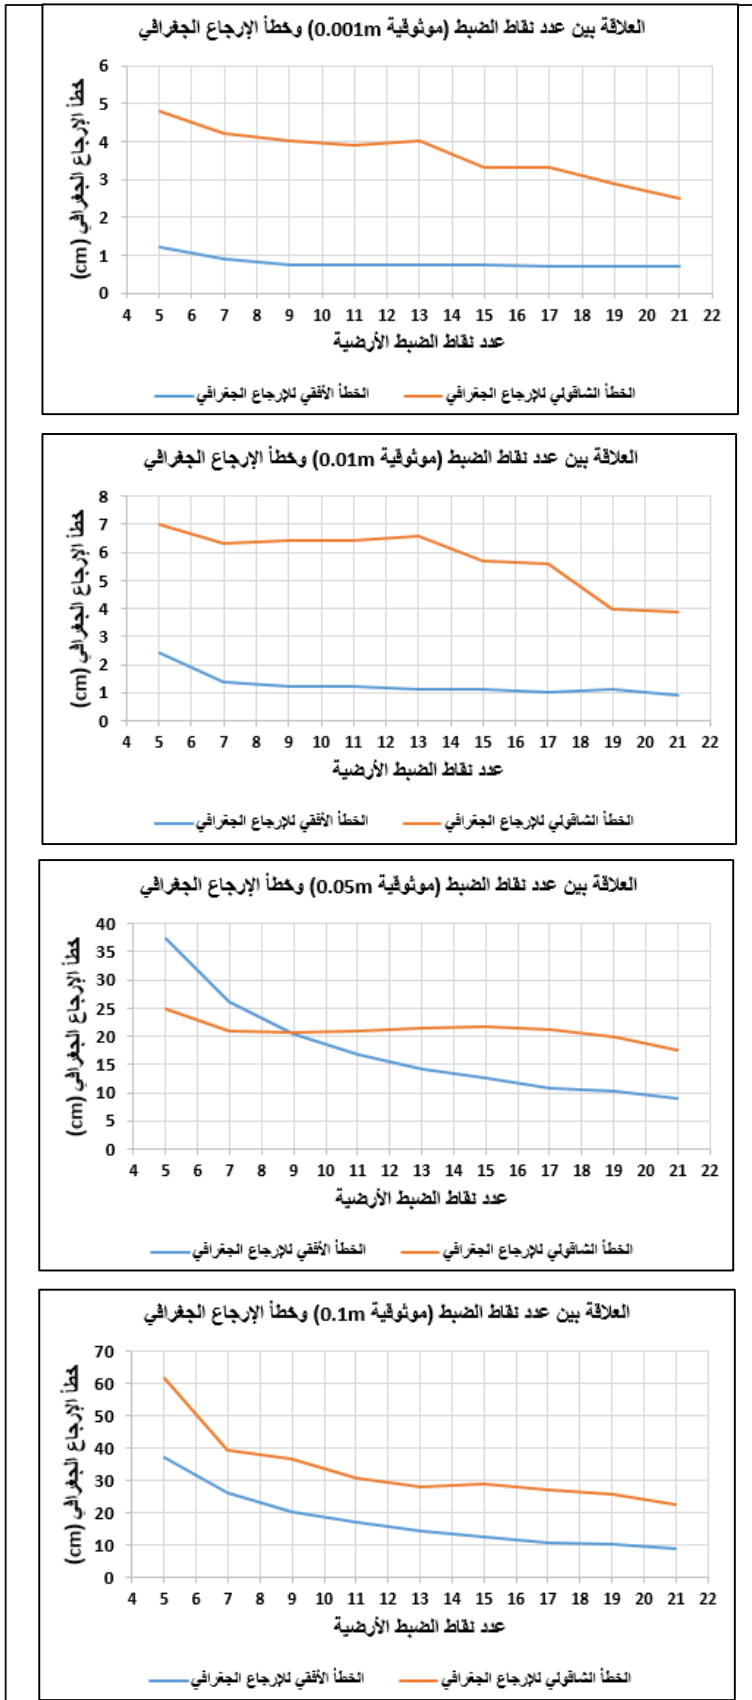 العلاقة بين عدد نقاط الضبط (موثوقية 0.001m) وخطأ الإرجاع الجغرافي
خطأ الإرجاع الجغرافي (cm)
6
5
4
3
2
1
0
4 5 6 7 8 9 10 11 12 13 14 15 16 17 18 19 20 21 22
عدد نقاط الضبط الأرضية
الخطأ الأفقي للإرجاع الجغرافي الخطأ الشاقولي للإرجاع الجغرافي
العلاقة بين عدد نقاط الضبط (موثوقية 0.01m) وخطأ الإرجاع الجغرافي
خطأ الإرجاع الجغرافي (cm)
8
7
6
5
4
3
2
1
0
4 5 6 7 8 9 10 11 12 13 14 15 16 17 18 19 20 21 22
عدد نقاط الضبط الأرضية
الخطأ الأفقي للإرجاع الجغرافي الخطأ الشاقولي للإرجاع الجغرافي
العلاقة بين عدد نقاط الضبط (موثوقية 0.05m) وخطأ الإرجاع الجغرافي
خطأ الإرجاع الجغرافي (cm)
40
35
30
25
20
15
10
5
0
4 5 6 7 8 9 10 11 12 13 14 15 16 17 18 19 20 21 22
عدد نقاط الضبط الأرضية
الخطأ الأفقي للإرجاع الجغرافي الخطأ الشاقولي للإرجاع الجغرافي
العلاقة بين عدد نقاط الضبط (موثوقية 0.1m) وخطأ الإرجاع الجغرافي
خطأ الإرجاع الجغرافي (cm)
70
60
50
40
30
20
10
0
4 5 6 7 8 9 10 11 12 13 14 15 16 17 18 19 20 21 22
عدد نقاط الضبط الأرضية
الخطأ الأفقي للإرجاع الجغرافي الخطأ الشاقولي للإرجاع الجغرافي